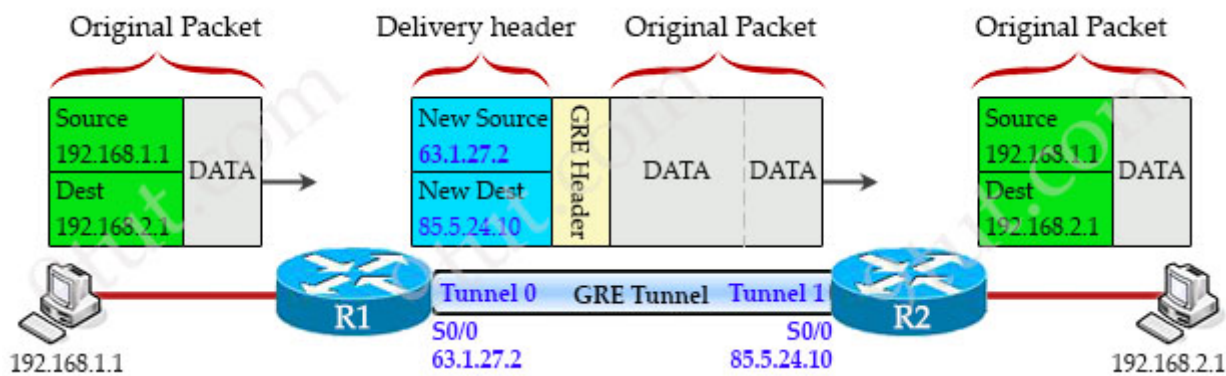 Original Packet
Delivery header
Original Packet
Original Packet
Source
192.168.1.1
Dest
192.168.2.1
DATA
New Source
63.1.27.2
New Dest
85.5.24.10
GRE Header
DATA
DATA
Source
192.168.1.1
Dest
192.168.2.1
DATA
R1
Tunnel 0
GRE Tunnel
Tunnel 1
R2
S0/0
63.1.27.2
S0/0
85.5.24.10
192.168.1.1
192.168.2.1